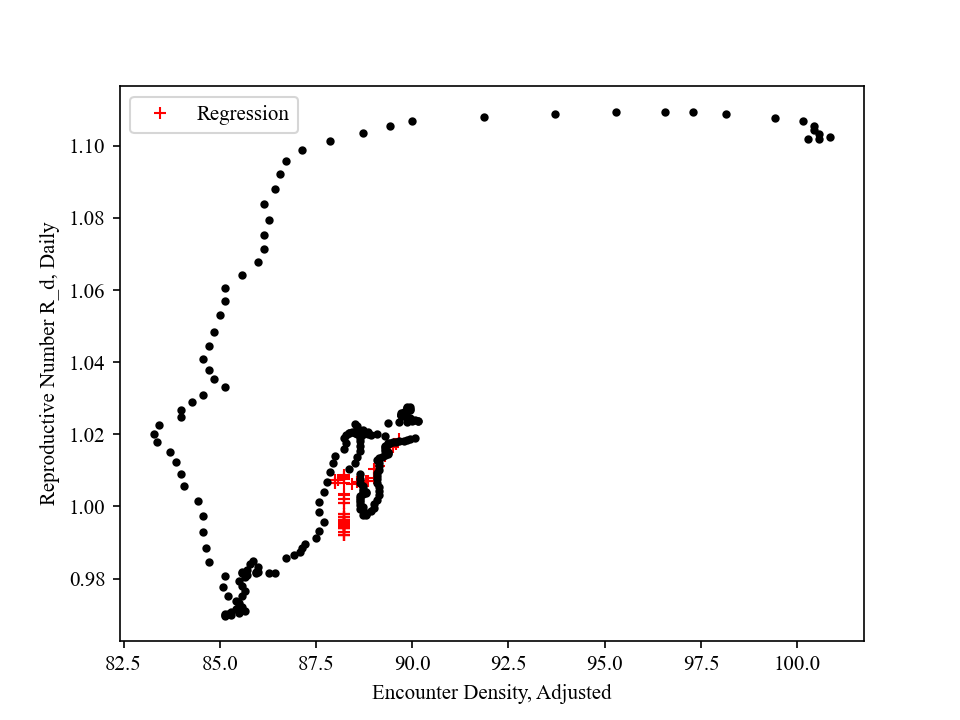 Regression
1.10
1.08
1.06
1.04
1.02
1.00
0.98
Reproductive Number R_d, Daily
82.5 85.0 87.5 90.0 92.5 95.0 97.5 100.0
Encounter Density, Adjusted